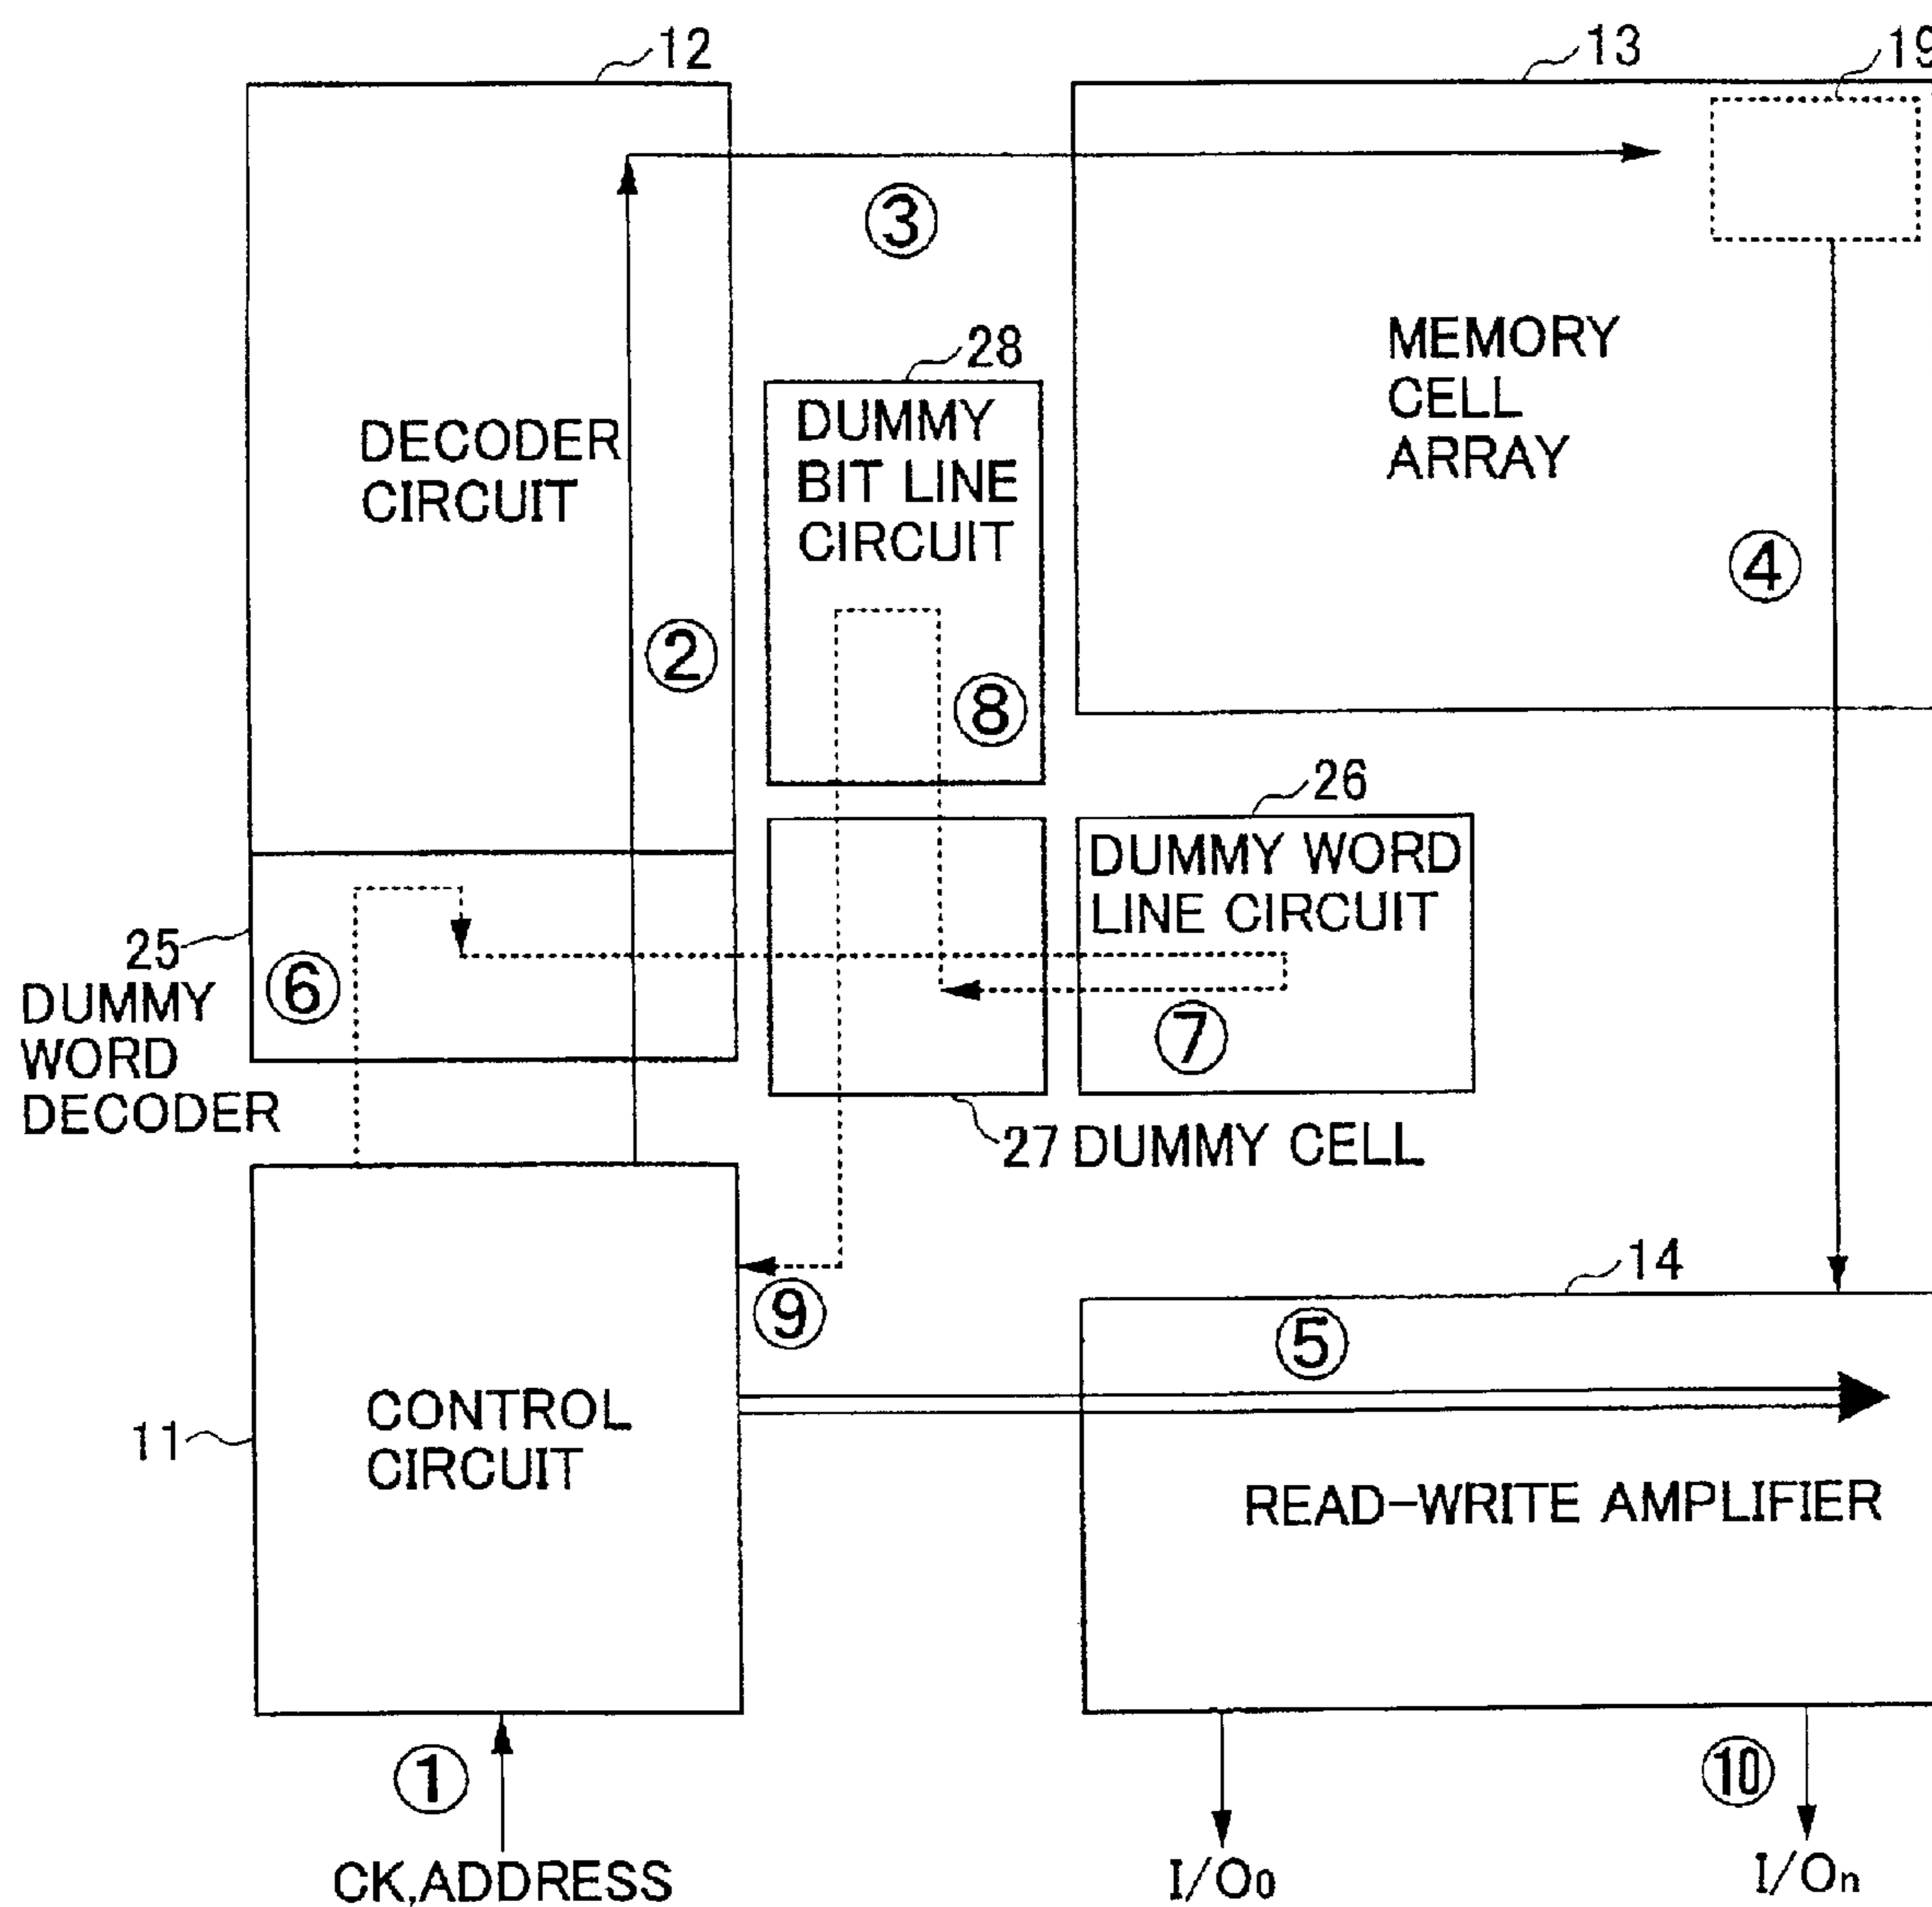 12
13
19
③
28
DUMMY
BIT LINE
CIRCUIT
MEMORY
CELL
ARRAY
DECODER
CIRCUIT
④
②
⑧
26
DUMMY WORD
LINE CIRCUIT
25
DUMMY
WORD
DECODER
⑥
⑦
27 DUMMY CELL
14
⑨
⑤
CONTROL
CIRCUIT
11
READ-WRITE AMPLIFIER
①
⑩
CK,ADDRESS
I/O0
I/On